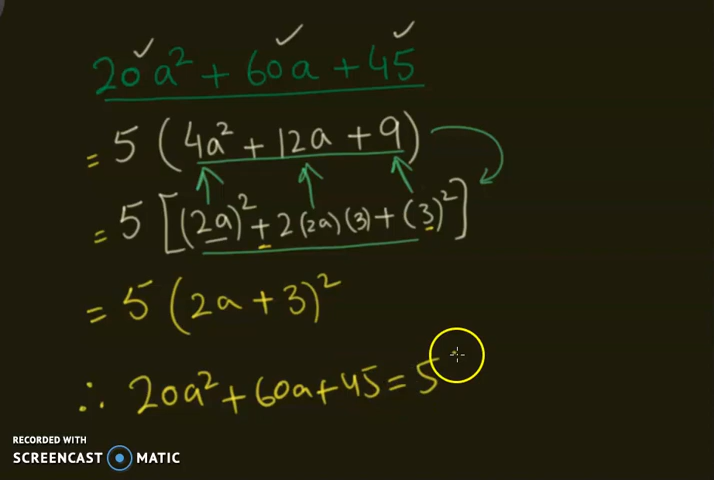 20a² + 60a + 45
= 5 (4a² + 12a + 9)
= 5 [(2a)² + 2(2a)(3) + (3)²]
= 5 (2a + 3)²
∴ 20a² + 60a + 45 = 5
RECORDED WITH
SCREENCAST MATIC